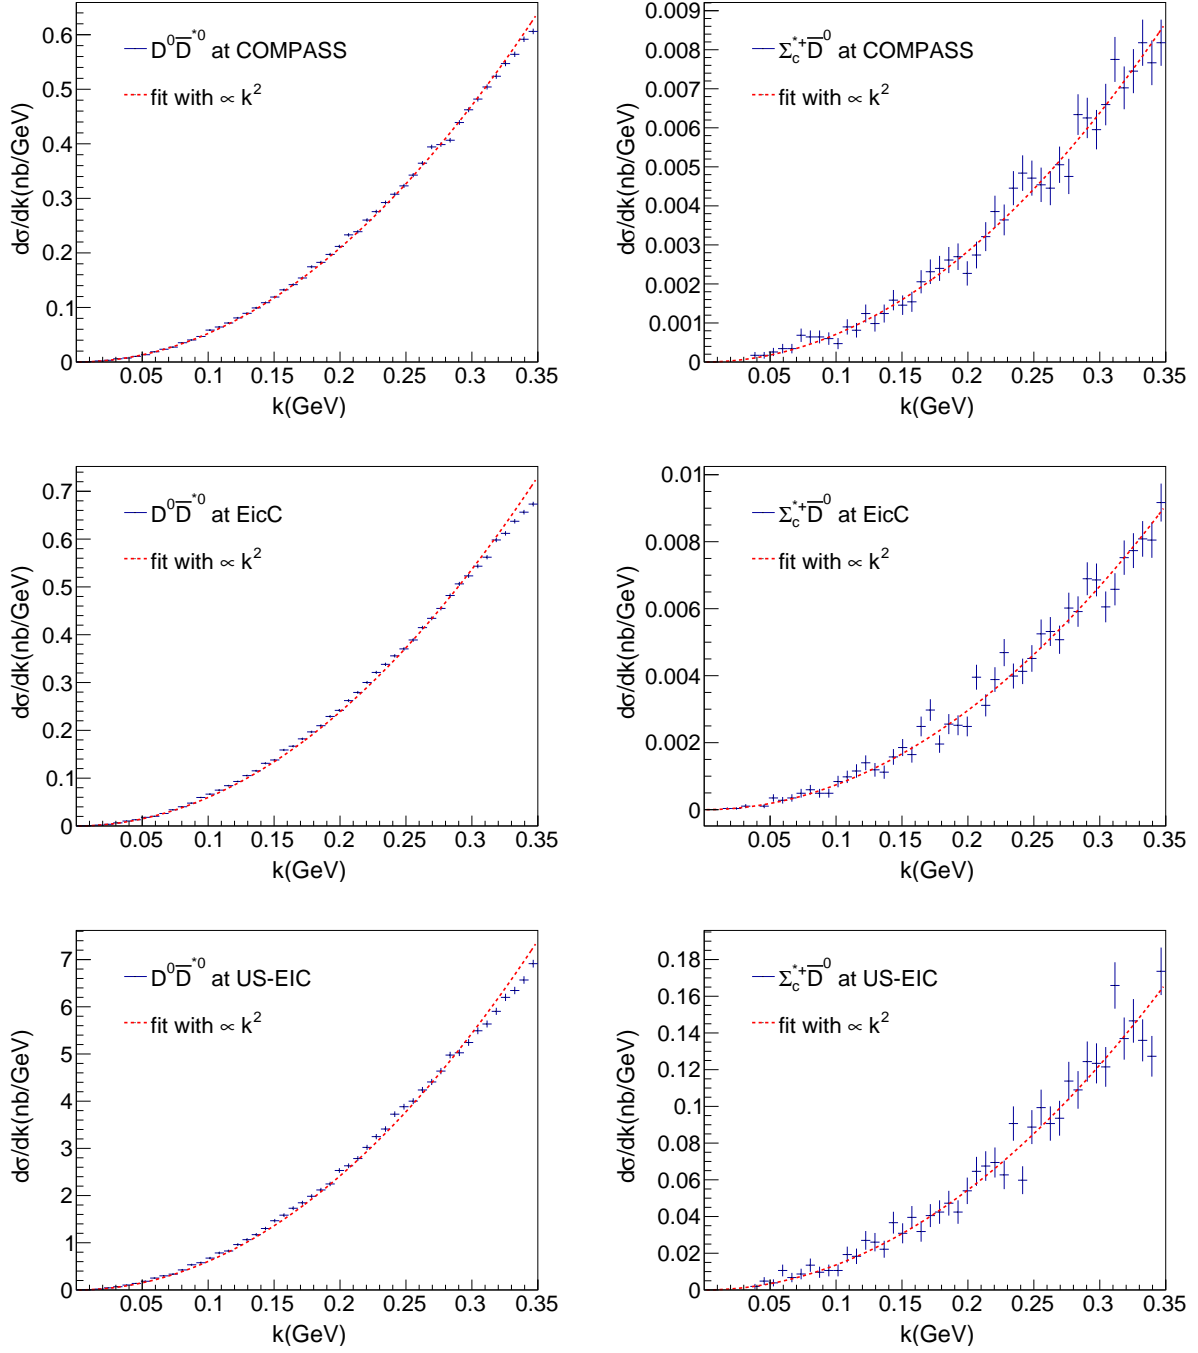 dσ/dk(nb/GeV)
0.6
0.5
0.4
0.3
0.2
0.1
0
D⁰D̅*⁰ at COMPASS
fit with ∝ k²
0.05 0.1 0.15 0.2 0.25 0.3 0.35
k(GeV)
dσ/dk(nb/GeV)
0.009
0.008
0.007
0.006
0.005
0.004
0.003
0.002
0.001
0
Σc*⁺D̅⁰ at COMPASS
fit with ∝ k²
0.05 0.1 0.15 0.2 0.25 0.3 0.35
k(GeV)
dσ/dk(nb/GeV)
0.7
0.6
0.5
0.4
0.3
0.2
0.1
0
D⁰D̅*⁰ at EicC
fit with ∝ k²
0.05 0.1 0.15 0.2 0.25 0.3 0.35
k(GeV)
dσ/dk(nb/GeV)
0.01
0.008
0.006
0.004
0.002
0
Σc*⁺D̅⁰ at EicC
fit with ∝ k²
0.05 0.1 0.15 0.2 0.25 0.3 0.35
k(GeV)
dσ/dk(nb/GeV)
7
6
5
4
3
2
1
0
D⁰D̅*⁰ at US-EIC
fit with ∝ k²
0.05 0.1 0.15 0.2 0.25 0.3 0.35
k(GeV)
dσ/dk(nb/GeV)
0.18
0.16
0.14
0.12
0.1
0.08
0.06
0.04
0.02
0
Σc*⁺D̅⁰ at US-EIC
fit with ∝ k²
0.05 0.1 0.15 0.2 0.25 0.3 0.35
k(GeV)